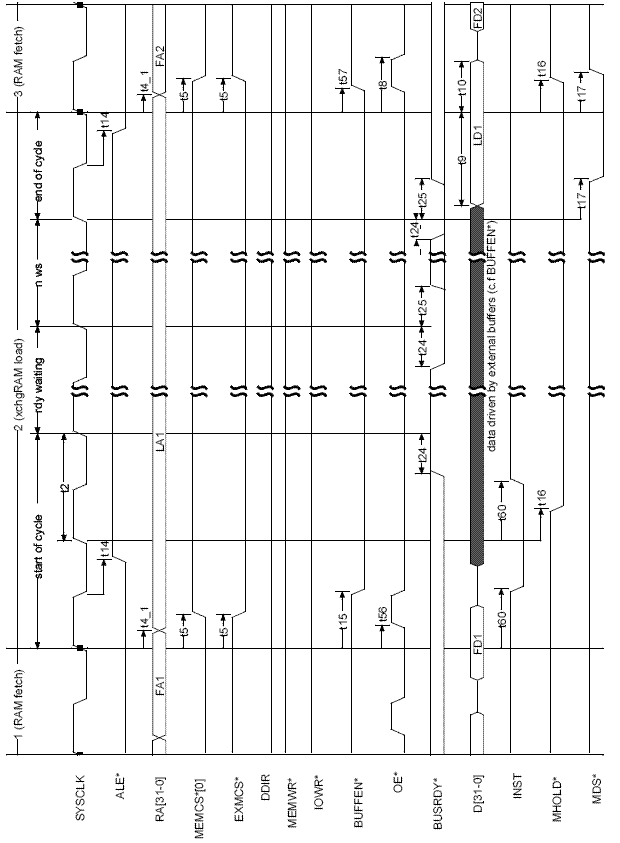 1 (RAM fetch)
2 (xchgRAM load)
3 (RAM fetch)
start of cycle
rdy waiting
n ws
end of cycle
t2
SYSCLK
t14
t14
ALE*
t4_1
t4_1
RA[31-0]
FA1
LA1
FA2
t5
t5
MEMCS*[0]
t5
t5
EXMCS*
DDIR
MEMWR*
IOWR*
t15
t57
BUFFEN*
t56
t8
OE*
t24
t24
t25
t24
t25
BUSRDY*
t9
t10
D[31-0]
FD1
LD1
FD2
data driven by external buffers (c.f BUFFEN*)
t60
t60
INST
t16
t16
MHOLD*
t17
t17
MDS*